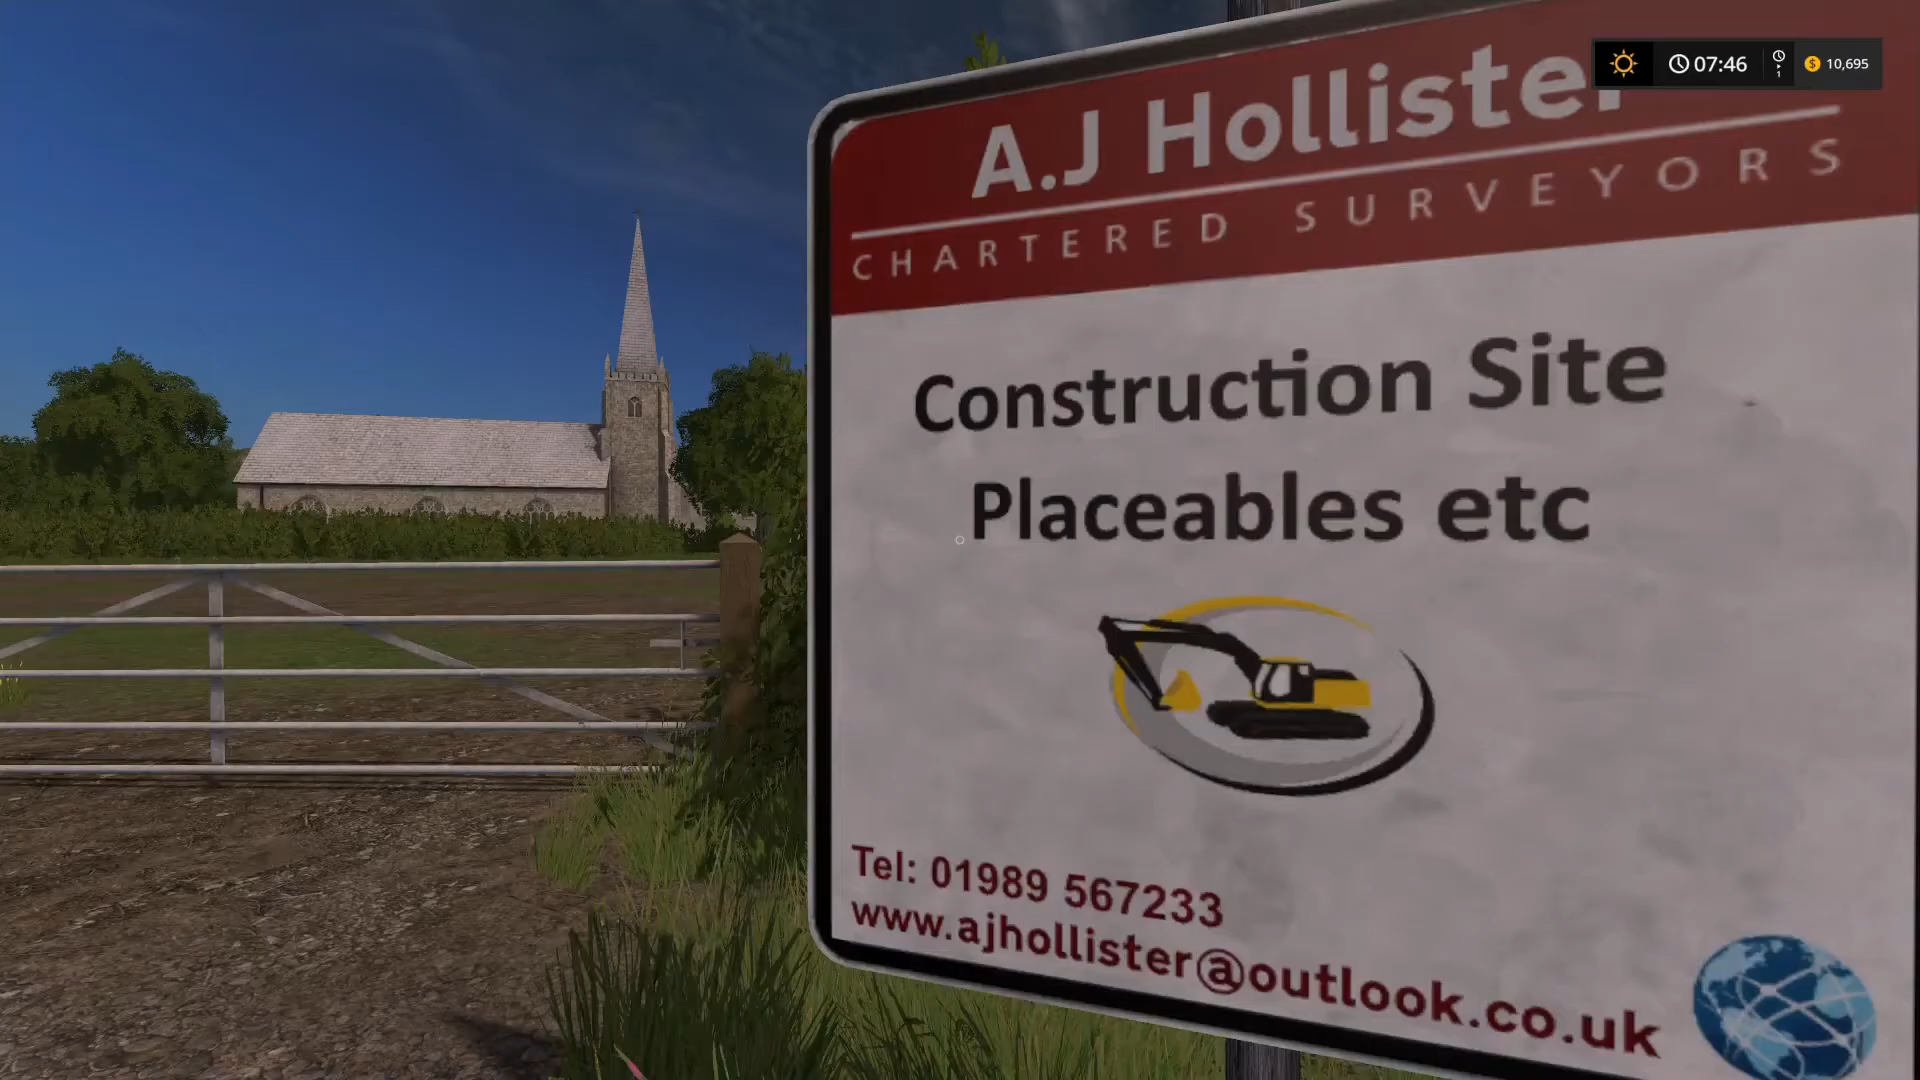 07:46
1
10,695
A.J Hollister
CHARTERED SURVEYORS
Construction Site
Placeables etc
Tel: 01989 567233
www.ajhollister@outlook.co.uk